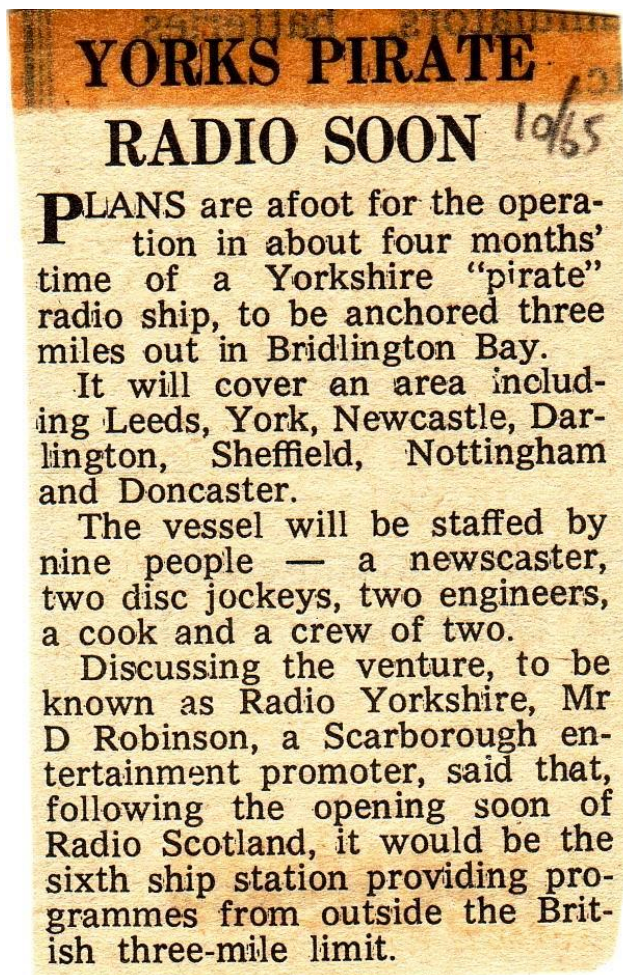 YORKS PIRATE
RADIO SOON
10/65
PLANS are afoot for the opera-
tion in about four months'
time of a Yorkshire "pirate"
radio ship, to be anchored three
miles out in Bridlington Bay.
It will cover an area includ-
ing Leeds, York, Newcastle, Dar-
lington, Sheffield, Nottingham
and Doncaster.
The vessel will be staffed by
nine people — a newscaster,
two disc jockeys, two engineers,
a cook and a crew of two.
Discussing the venture, to be
known as Radio Yorkshire, Mr
D Robinson, a Scarborough en-
tertainment promoter, said that,
following the opening soon of
Radio Scotland, it would be the
sixth ship station providing pro-
grammes from outside the Brit-
ish three-mile limit.